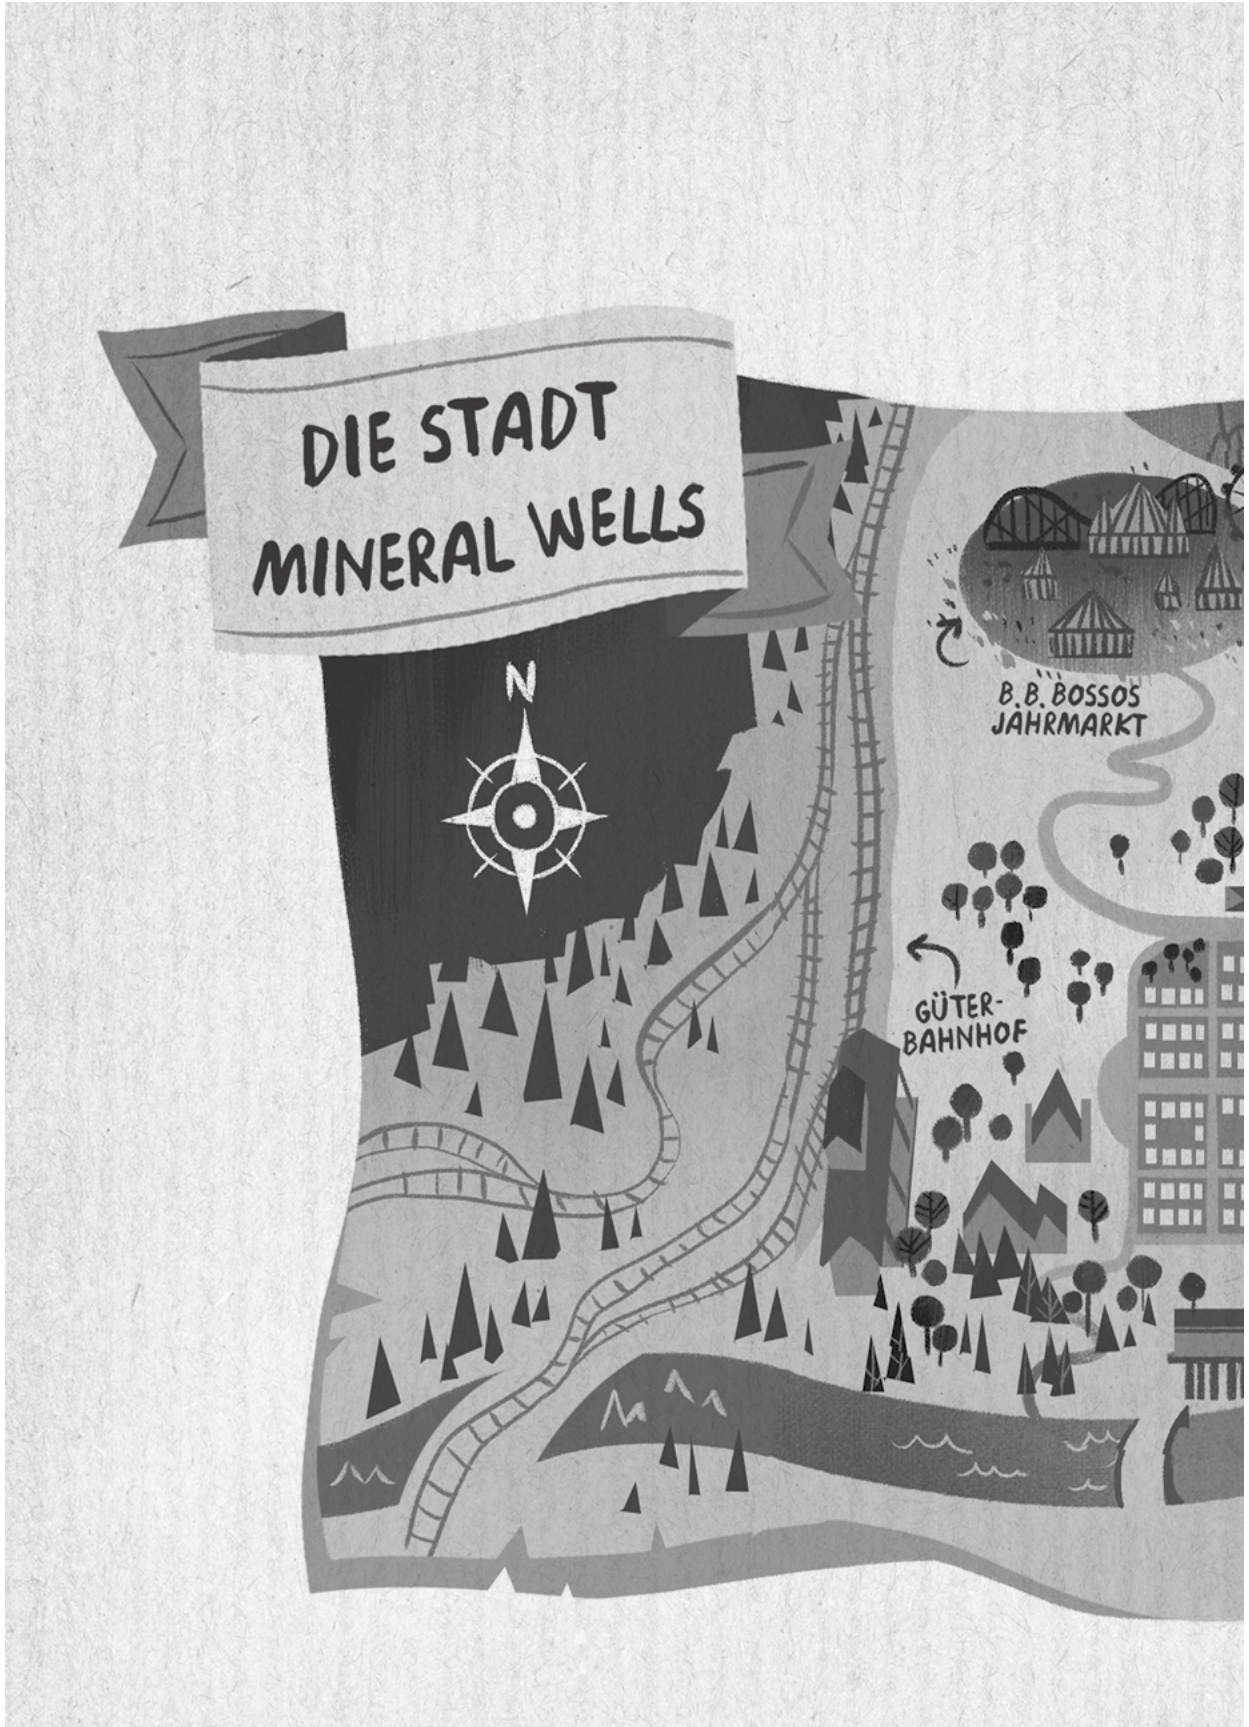 DIE STADT
MINERAL WELLS
N
B. B. BOSSOS
JAHRMARKT
GÜTER-
BAHNHOF